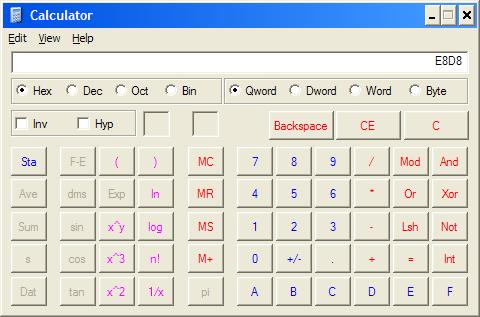 Calculator
Edit View Help
E8D8
Hex Dec Oct Bin Qword Dword Word Byte
Inv Hyp Backspace CE C
Sta F-E ( ) MC 7 8 9 / Mod And
Ave dms Exp ln MR 4 5 6 * Or Xor
Sum sin x^y log MS 1 2 3 - Lsh Not
s cos x^3 n! M+ 0 +/- . + = Int
Dat tan x^2 1/x pi A B C D E F